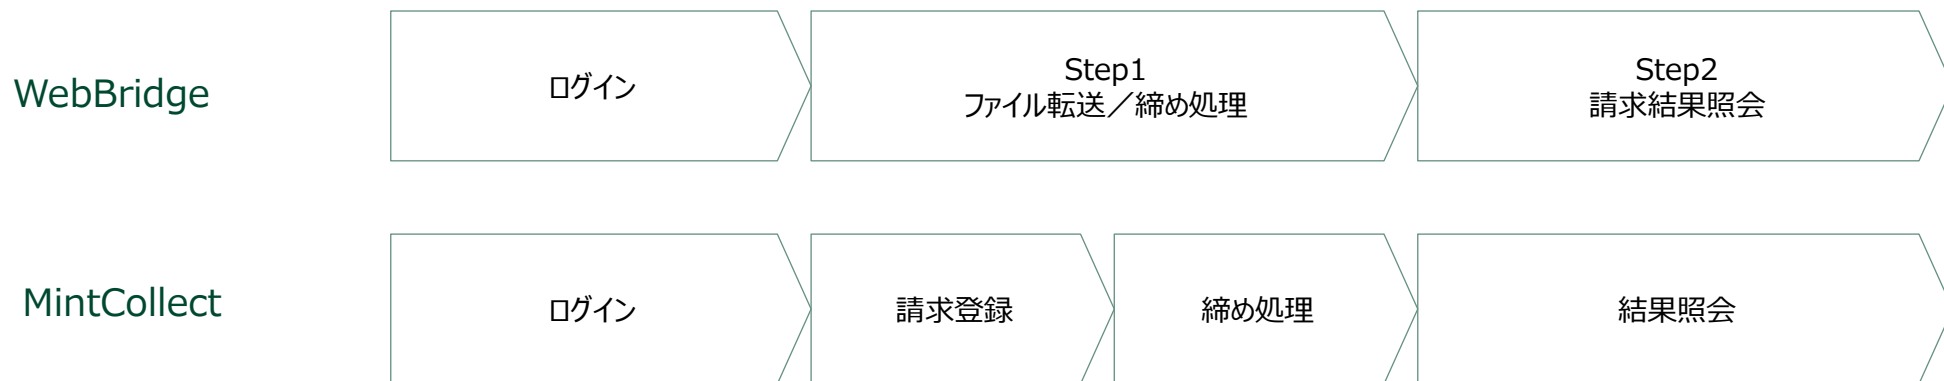 WebBridge
ログイン
Step1
ファイル転送／締め処理
Step2
請求結果照会
MintCollect
ログイン
請求登録
締め処理
結果照会